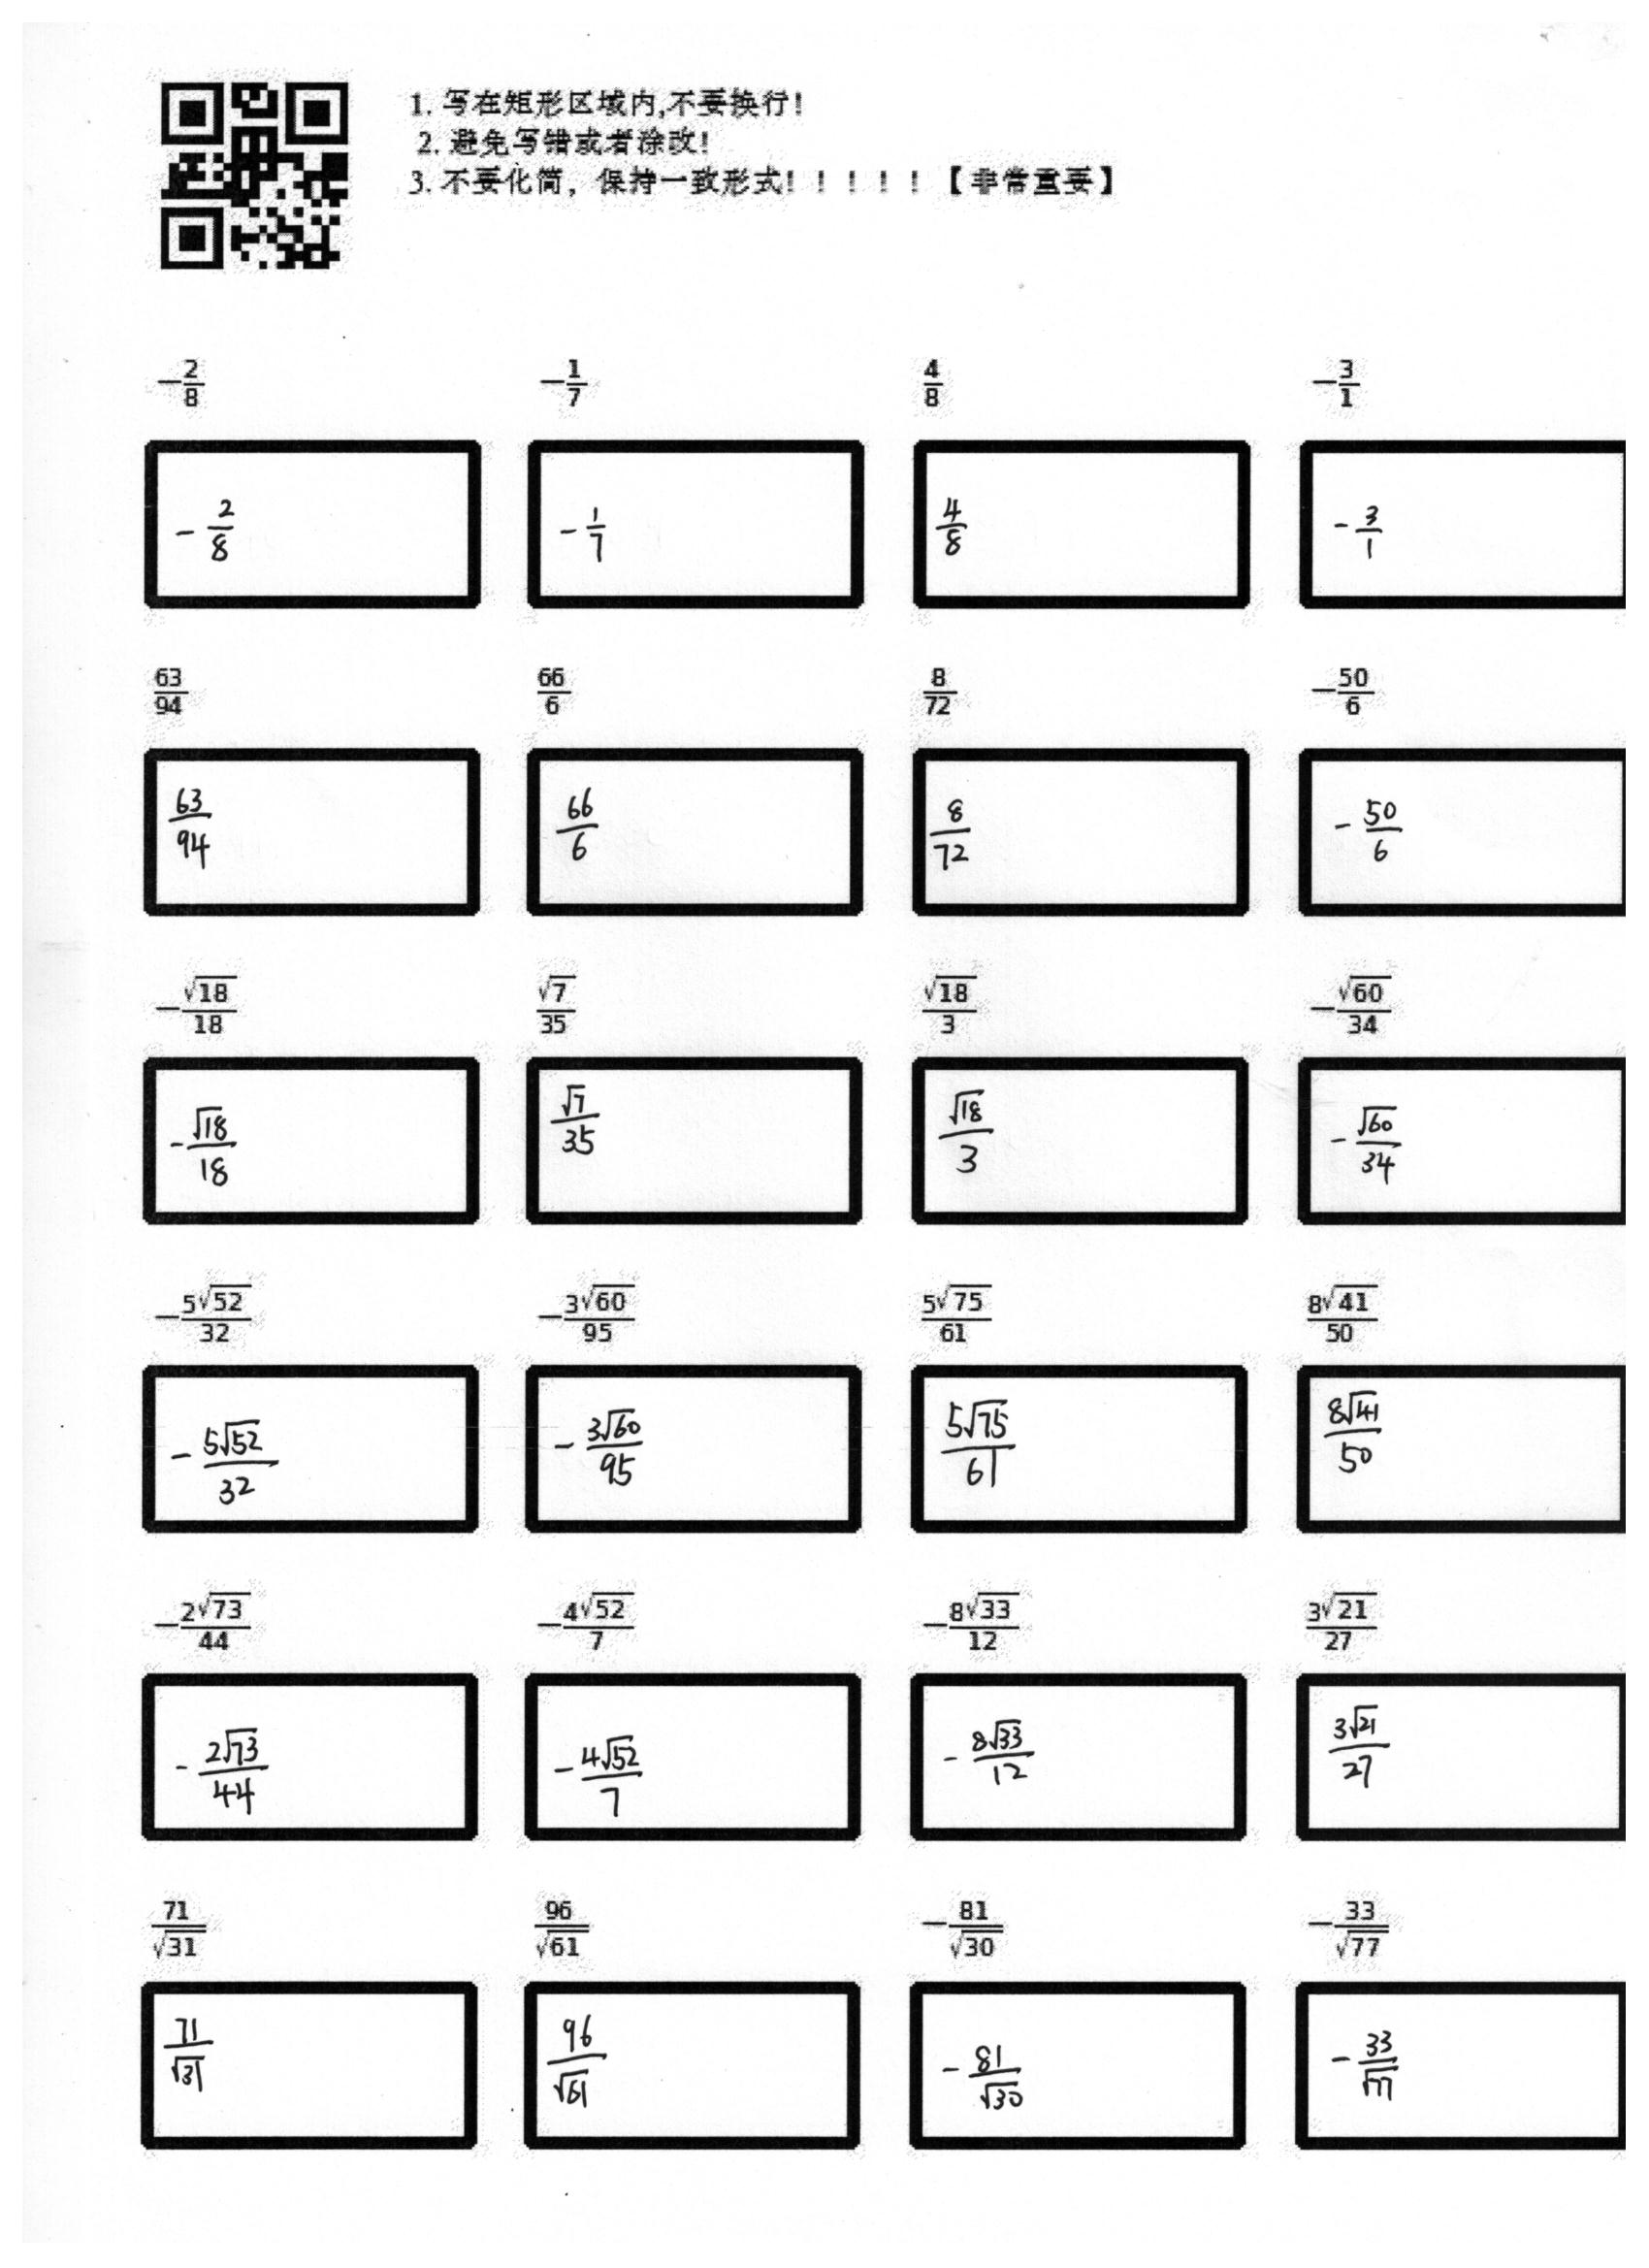 1. 写在矩形区域内,不要换行!
2. 避免写错或者涂改!
3. 不要化简，保持一致形式！！！！！【非常重要】
-\frac{2}{8} -\frac{1}{7} \frac{4}{8} -\frac{3}{1}
-\frac{2}{8} -\frac{1}{7} \frac{4}{8} -\frac{3}{1}
\frac{63}{94} \frac{66}{6} \frac{8}{72} -\frac{50}{6}
\frac{63}{94} \frac{66}{6} \frac{8}{72} -\frac{50}{6}
-\frac{\sqrt{18}}{18} \frac{\sqrt{7}}{35} \frac{\sqrt{18}}{3} -\frac{\sqrt{60}}{34}
-\frac{\sqrt{18}}{18} \frac{\sqrt{7}}{35} \frac{\sqrt{18}}{3} -\frac{\sqrt{60}}{34}
-\frac{5\sqrt{52}}{32} -\frac{3\sqrt{60}}{95} \frac{5\sqrt{75}}{61} \frac{8\sqrt{41}}{50}
-\frac{5\sqrt{52}}{32} -\frac{3\sqrt{60}}{95} \frac{5\sqrt{75}}{61} \frac{8\sqrt{41}}{50}
-\frac{2\sqrt{73}}{44} -\frac{4\sqrt{52}}{7} -\frac{8\sqrt{33}}{12} \frac{3\sqrt{21}}{27}
-\frac{2\sqrt{73}}{44} -\frac{4\sqrt{52}}{7} -\frac{8\sqrt{33}}{12} \frac{3\sqrt{21}}{27}
\frac{71}{\sqrt{31}} \frac{96}{\sqrt{61}} -\frac{81}{\sqrt{30}} -\frac{33}{\sqrt{77}}
\frac{71}{\sqrt{31}} \frac{96}{\sqrt{61}} -\frac{81}{\sqrt{30}} -\frac{33}{\sqrt{77}}